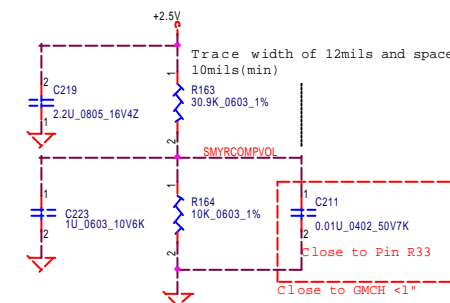 +2.5V
Trace width of 12mils and space
10mils(min)
2
C219
1
2.2U_0805_16V4Z
1
R163
30.9K_0603_1%
2
SMYRCOMPVOL
1
C223
1U_0603_10V6K
2
1
R164
10K_0603_1%
2
1
C211
2
0.01U_0402_50V7K
Close to Pin R33
Close to GMCH <1"